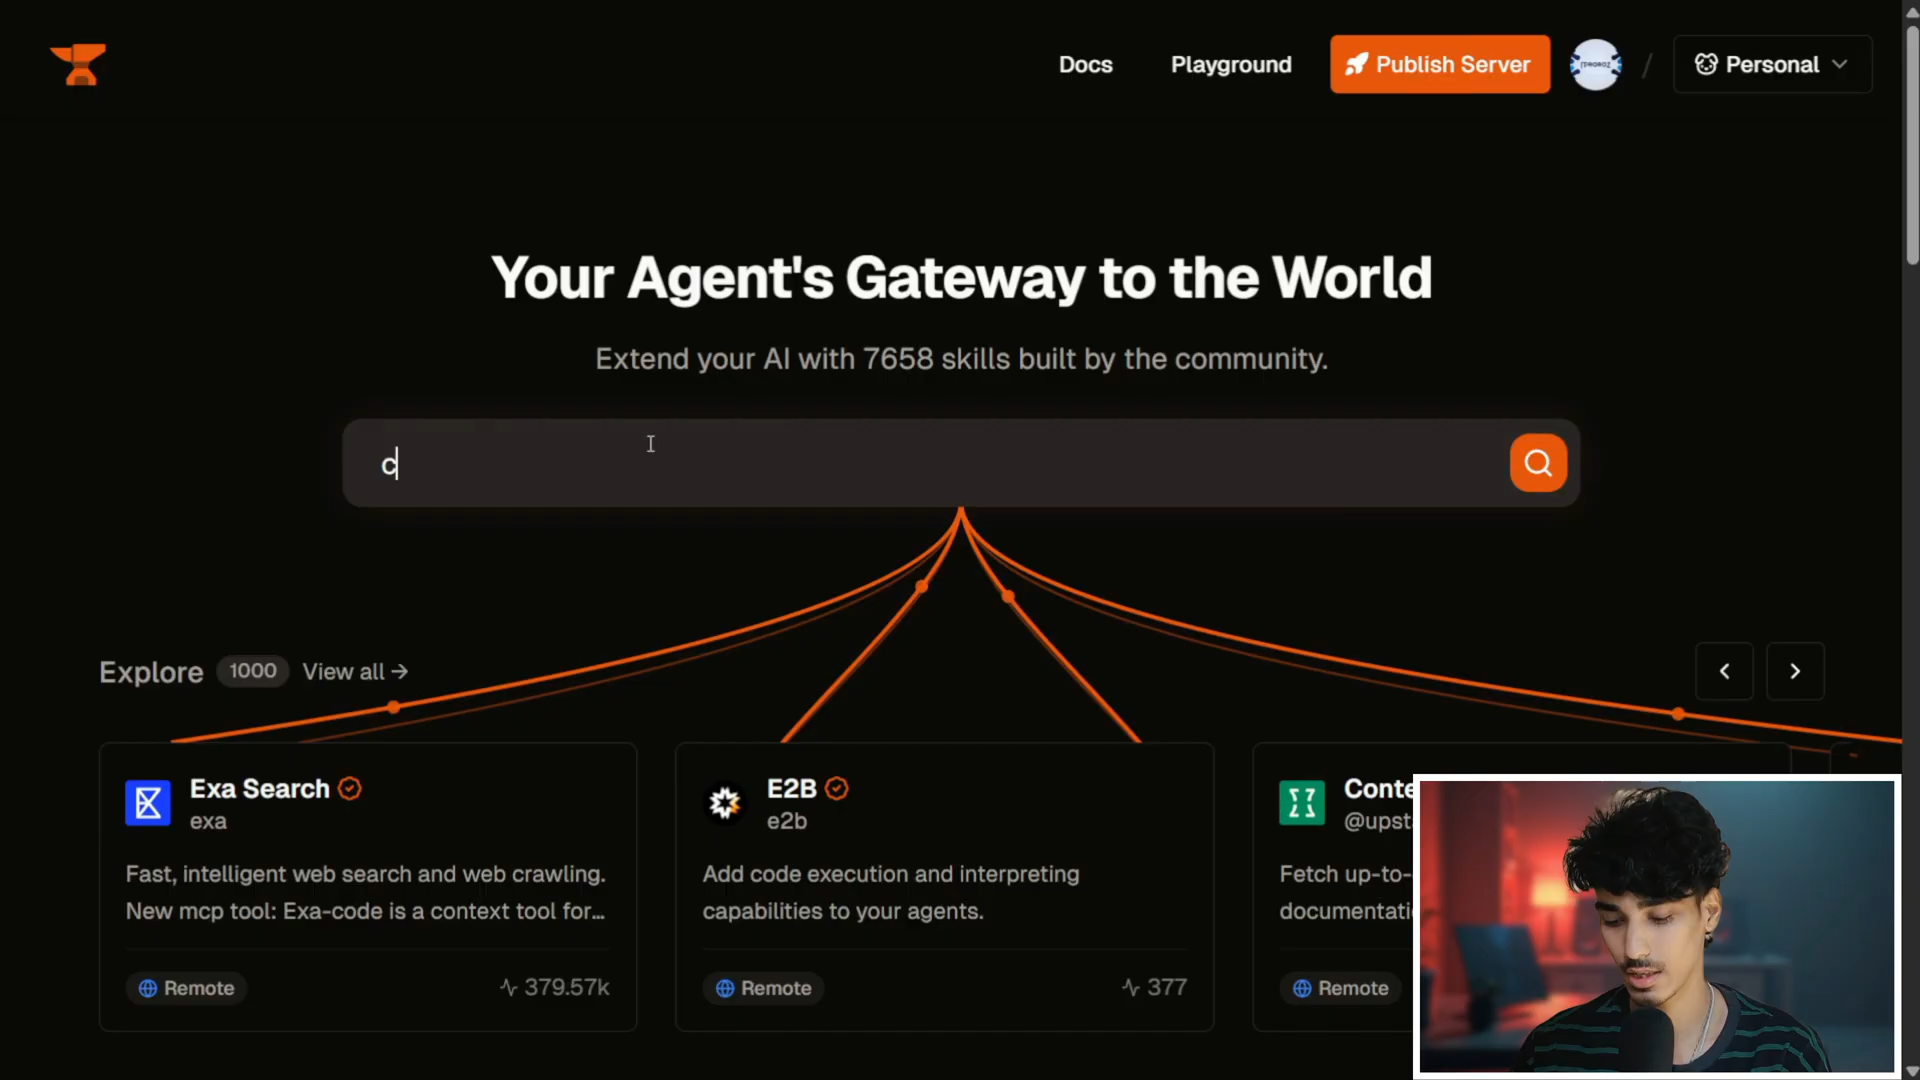 Docs
Playground
Publish Server
/
Personal
Your Agent's Gateway to the World
Extend your AI with 7658 skills built by the community.
c
Explore
1000
View all →
Exa Search
exa
Fast, intelligent web search and web crawling.
New mcp tool: Exa-code is a context tool for...
Remote
379.57k
E2B
e2b
Add code execution and interpreting
capabilities to your agents.
Remote
377
Conte
@upst
Fetch up-to-
documentati
Remote